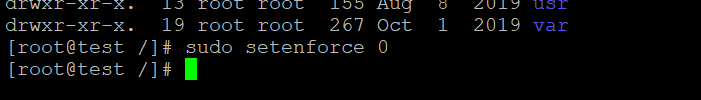 drwxr-xr-x. 13 root root 155 Aug 8 2019 usr
drwxr-xr-x. 19 root root 267 Oct 1 2019 var
[root@test /]# sudo setenforce 0
[root@test /]#